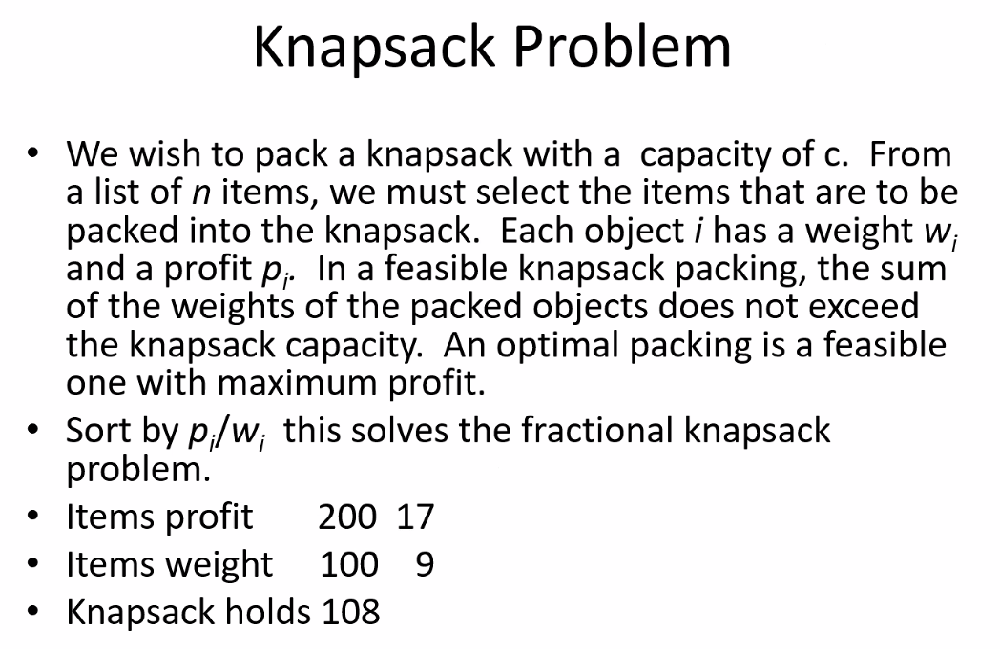 Knapsack Problem
• We wish to pack a knapsack with a  capacity of c.  From
a list of n items, we must select the items that are to be
packed into the knapsack.  Each object i has a weight wi
and a profit pi.  In a feasible knapsack packing, the sum
of the weights of the packed objects does not exceed
the knapsack capacity.  An optimal packing is a feasible
one with maximum profit.
• Sort by pi/wi  this solves the fractional knapsack
problem.
• Items profit 200 17
• Items weight 100 9
• Knapsack holds 108